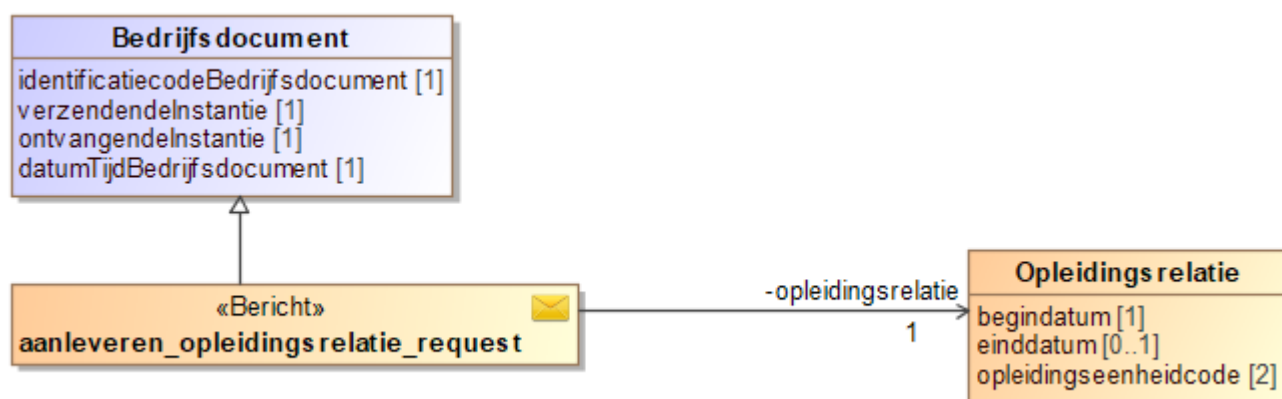 Bedrijfsdocument
identificatiecodeBedrijfsdocument [1]
verzendendeInstantie [1]
ontvangendeInstantie [1]
datumTijdBedrijfsdocument [1]
«Bericht»
aanleveren_opleidingsrelatie_request
-opleidingsrelatie
1
Opleidingsrelatie
begindatum [1]
einddatum [0..1]
opleidingseenheidcode [2]